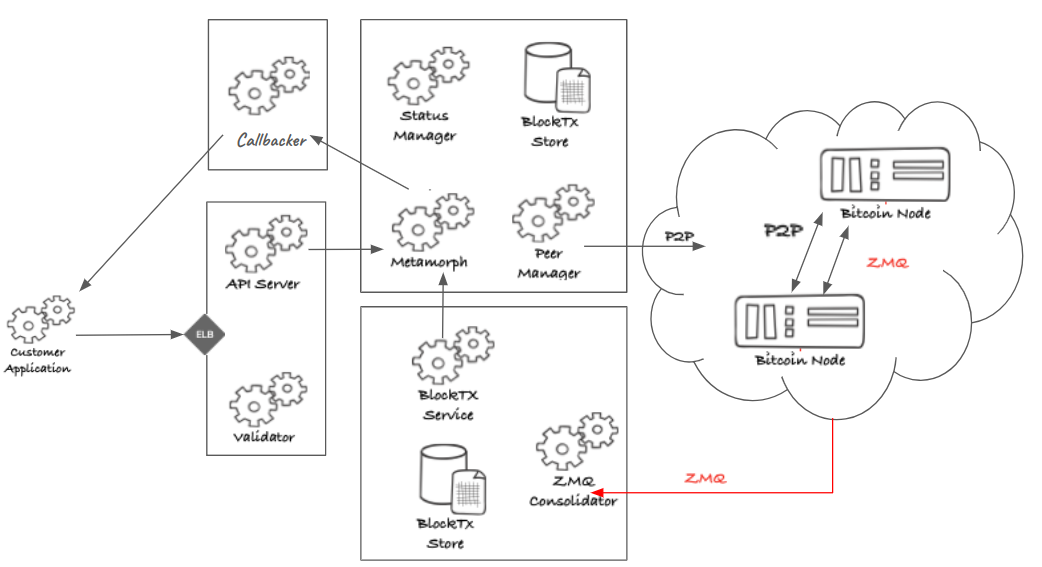 Callbacker
Status
Manager
BlockTX
Store
Metamorph
Peer
Manager
API Server
ELB
Validator
Customer
Application
P2P
Bitcoin Node
P2P
ZMQ
Bitcoin Node
BlockTX
Service
ZMQ
Consolidator
BlockTX
Store
ZMQ